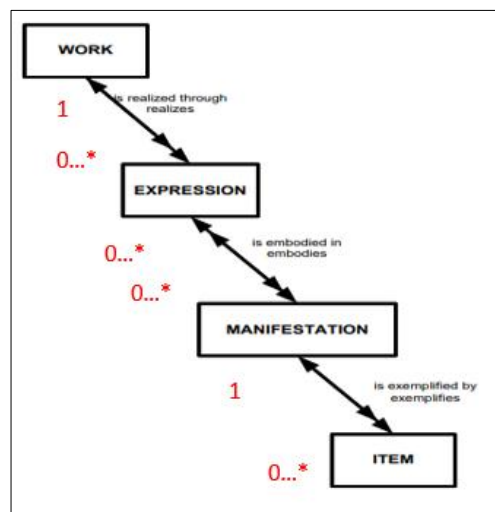 WORK
is realized through
realizes
1
0...*
EXPRESSION
is embodied in
embodies
0...*
0...*
MANIFESTATION
is exemplified by
exemplifies
1
ITEM
0...*